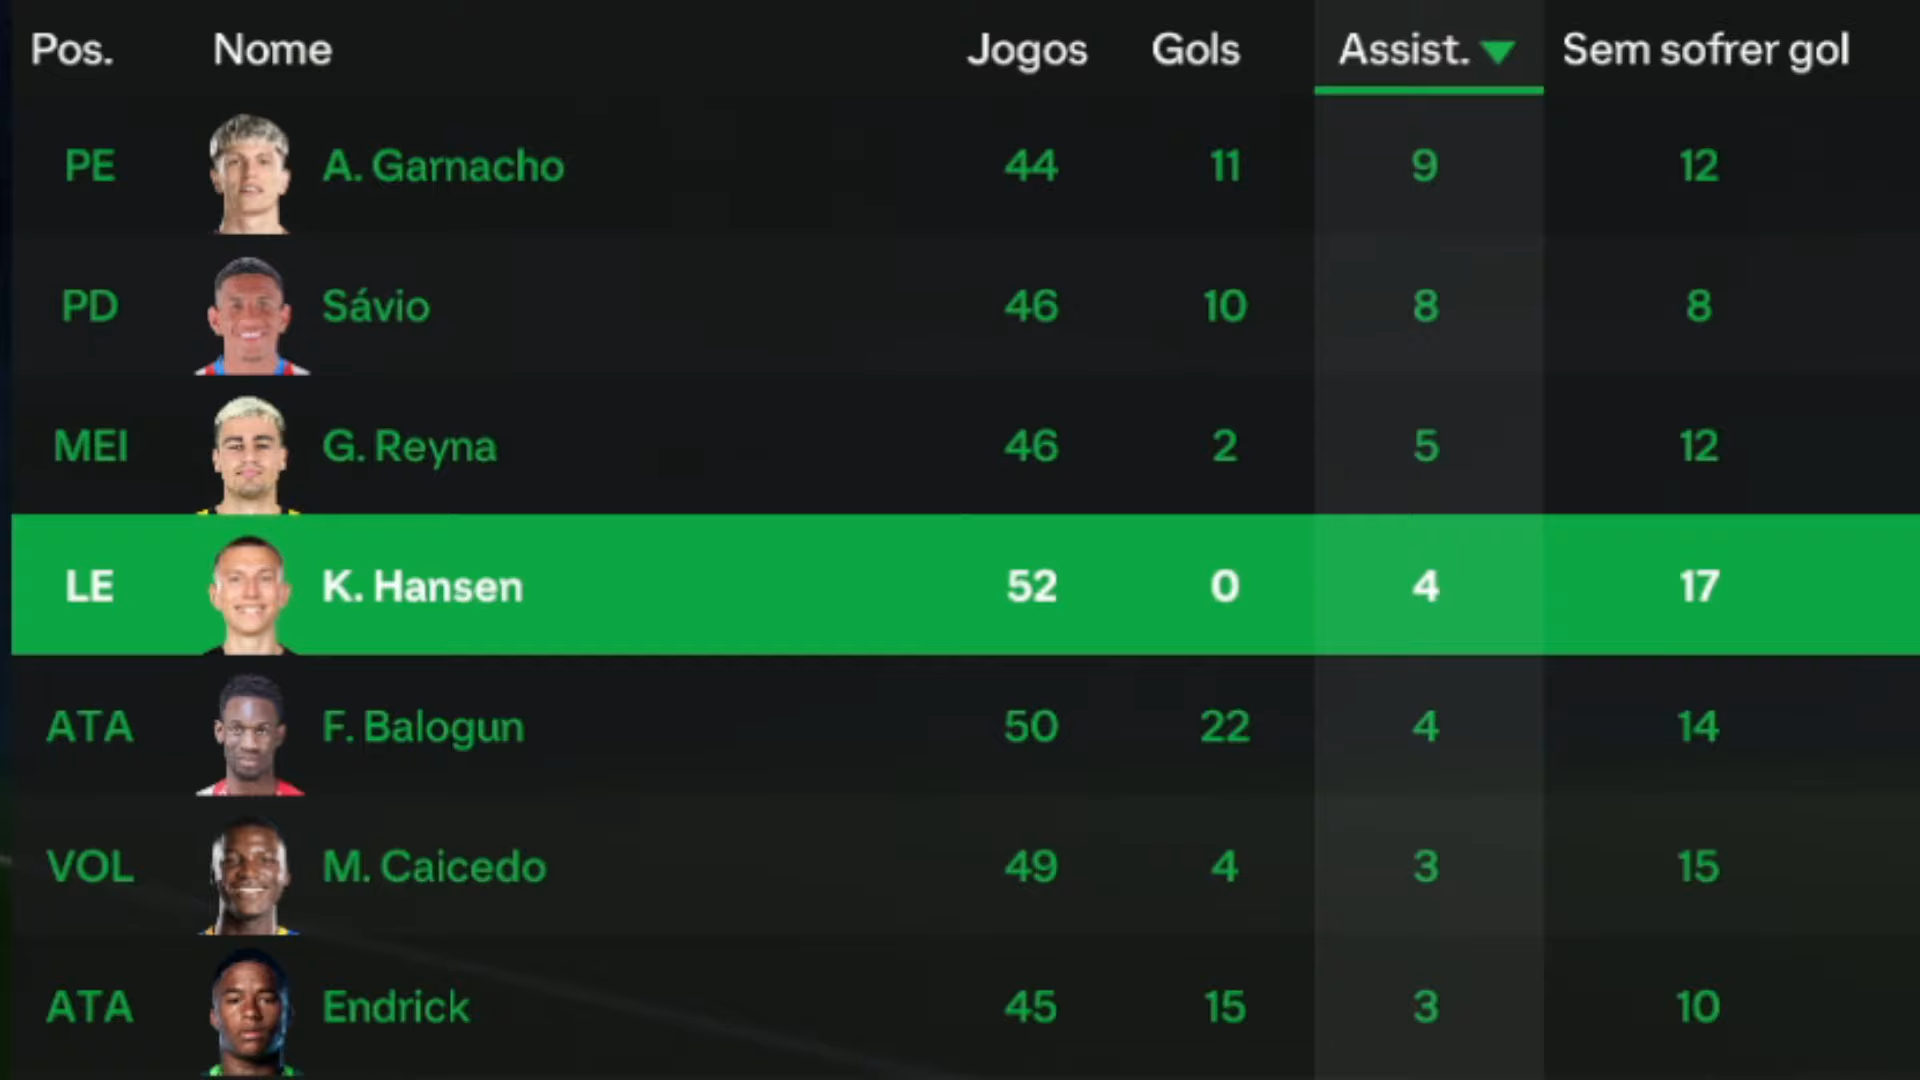 Pos. Nome Jogos Gols Assist. Sem sofrer gol
PE A. Garnacho 44 11 9 12
PD Sávio 46 10 8 8
MEI G. Reyna 46 2 5 12
LE K. Hansen 52 0 4 17
ATA F. Balogun 50 22 4 14
VOL M. Caicedo 49 4 3 15
ATA Endrick 45 15 3 10